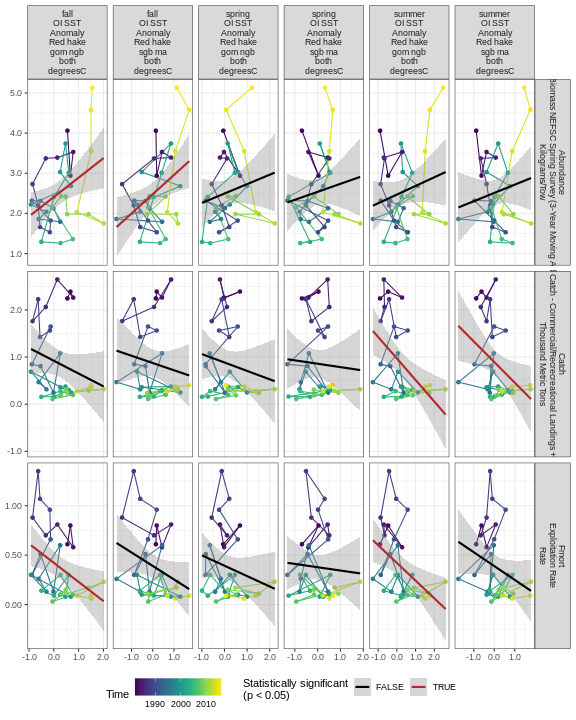 fall fall spring spring summer summer
OI SST OI SST OI SST OI SST OI SST OI SST
Anomaly Anomaly Anomaly Anomaly Anomaly Anomaly
Red hake Red hake Red hake Red hake Red hake Red hake
gom ngb sgb ma gom ngb sgb ma gom ngb sgb ma
both both both both both both
degreesC degreesC degreesC degreesC degreesC degreesC
5.0
4.0
3.0
2.0
1.0
Abundance
Biomass NEFSC Spring Survey (3-Year Moving A
Kilograms/Tow
2.0
1.0
0.0
-1.0
Catch
l Catch - Commercial/Recreational Landings +
Thousand Metric Tons
1.00
0.50
0.00
Fmort
Exploitation Rate
Rate
-1.0 0.0 1.0 2.0 -1.0 0.0 1.0 -1.0 0.0 1.0 2.0 -1.0 0.0 1.0 2.0 -1.0 0.0 1.0 2.0 -1.0 0.0 1.0
Time
1990 2000 2010
Statistically significant
(p < 0.05)
FALSE TRUE